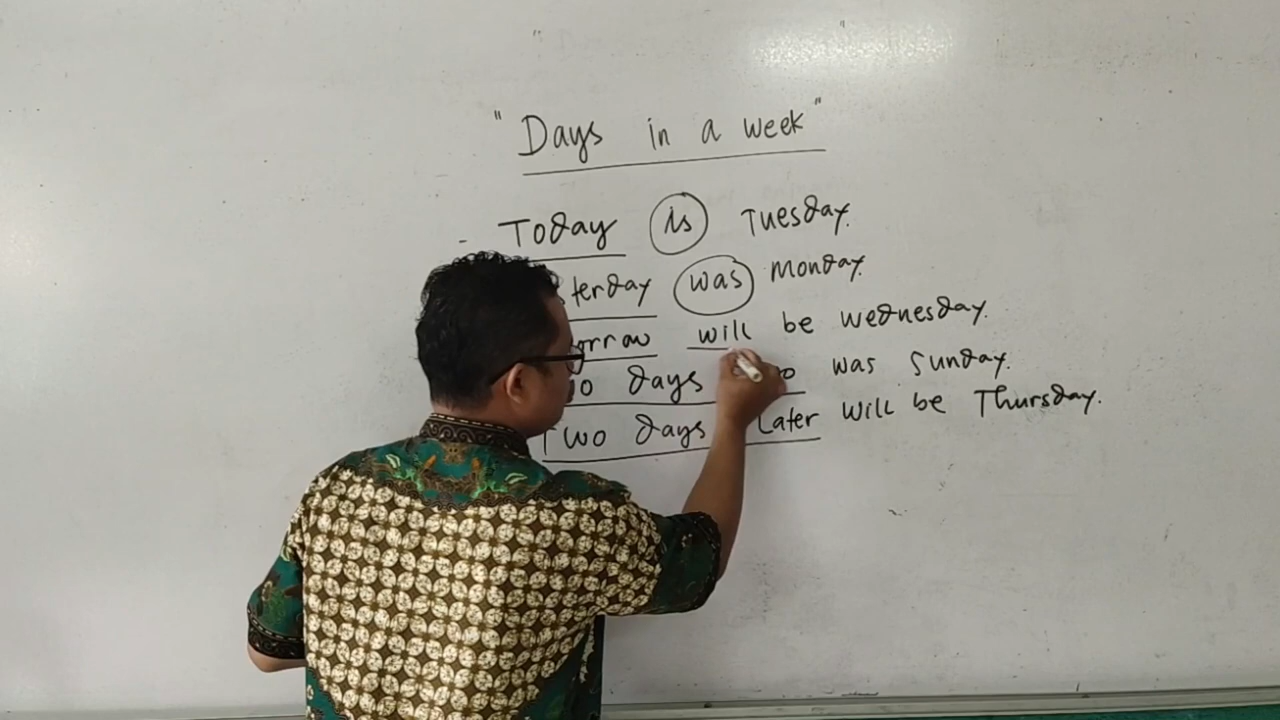 "Days in a week"
- Today is Tuesday.
terday was Monday.
orrow will be Wednesday.
days was Sunday.
Two days Later will be Thursday.